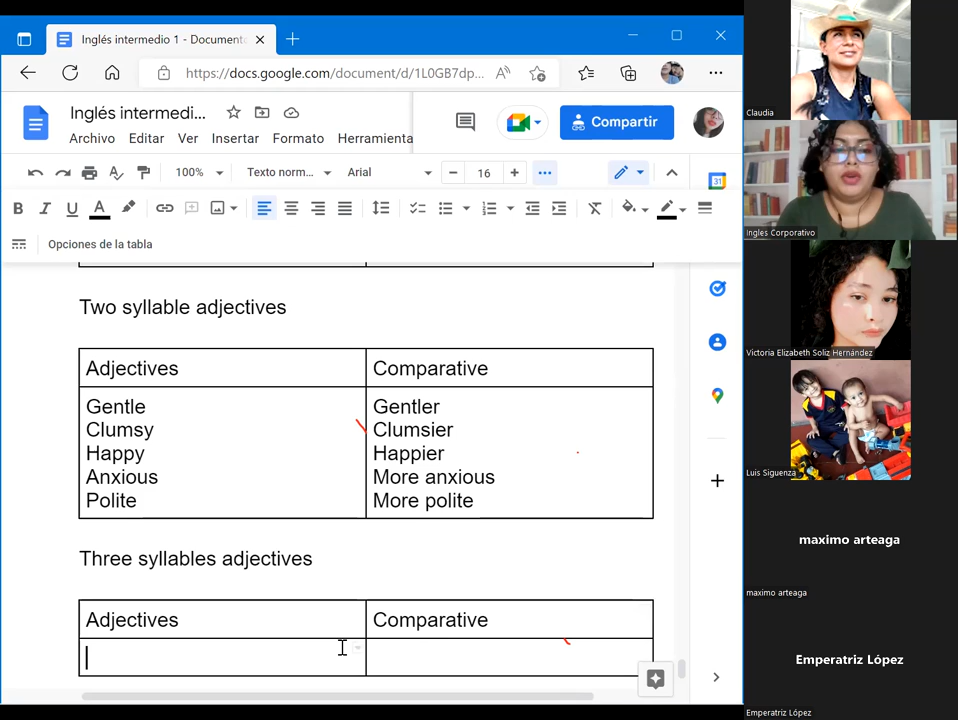 Inglés intermedio 1 - Documento
https://docs.google.com/document/d/1L0GB7dp...
Inglés intermedi...
Archivo Editar Ver Insertar Formato Herramienta
Compartir
100% Texto norm... Arial 16
Opciones de la tabla
Two syllable adjectives
Adjectives Comparative
Gentle Gentler
Clumsy Clumsier
Happy Happier
Anxious More anxious
Polite More polite
Three syllables adjectives
Adjectives Comparative
Claudia
Ingles Corporativo
Victoria Elizabeth Soliz Hernández
Luis Siguenza
maximo arteaga
maximo arteaga
Emperatriz López
Emperatriz López